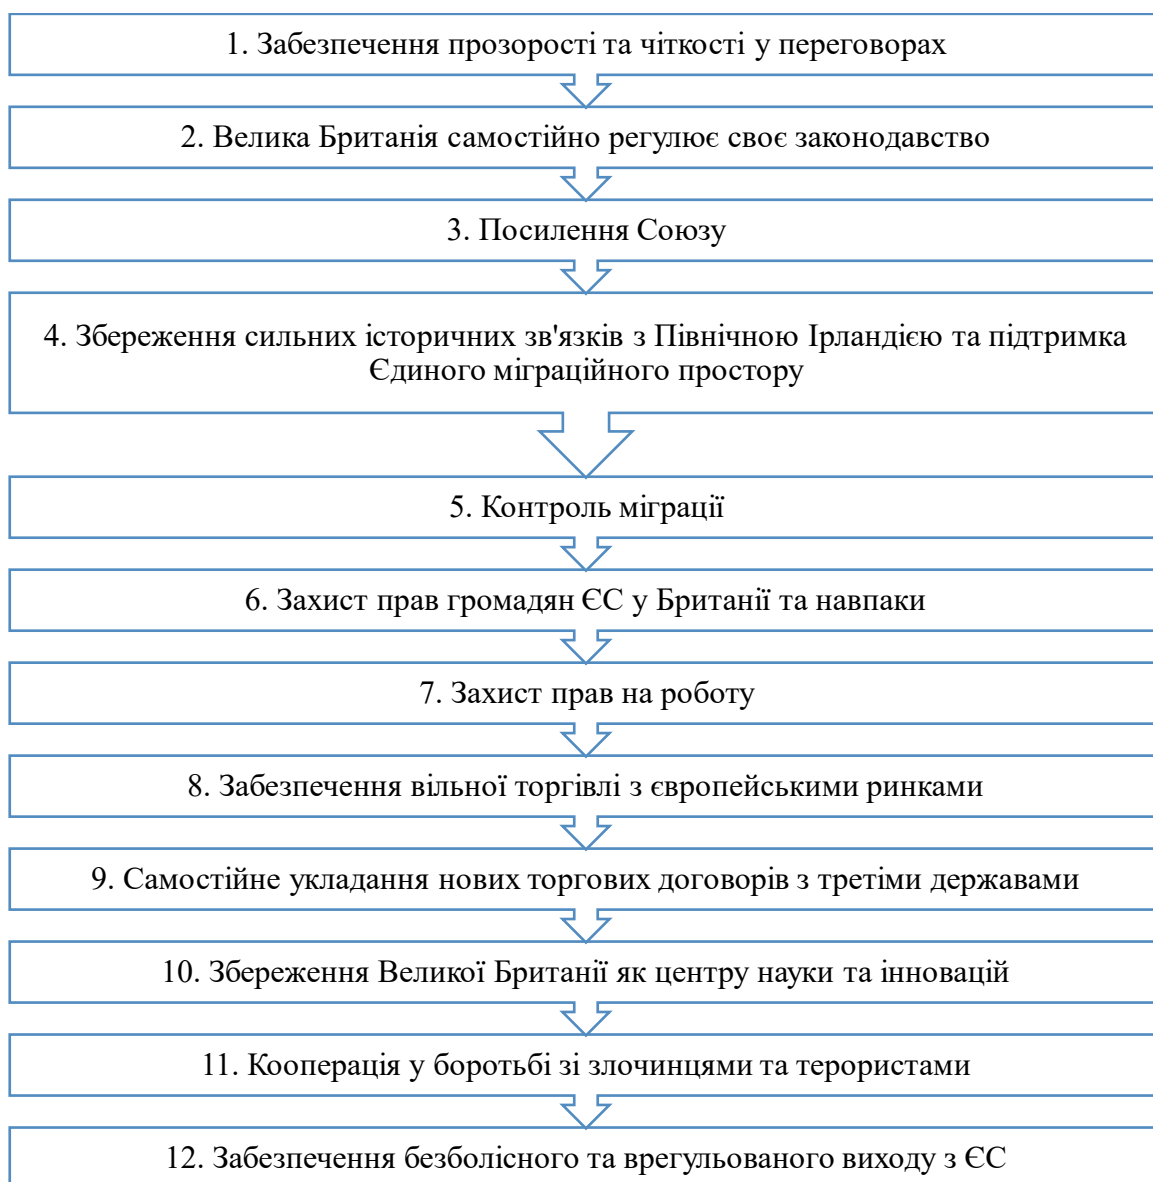 1. Забезпечення прозорості та чіткості у переговорах
2. Велика Британія самостійно регулює своє законодавство
3. Посилення Союзу
4. Збереження сильних історичних зв'язків з Північною Ірландією та підтримка
Єдиного міграційного простору
5. Контроль міграції
6. Захист прав громадян ЄС у Британії та навпаки
7. Захист прав на роботу
8. Забезпечення вільної торгівлі з європейськими ринками
9. Самостійне укладання нових торгових договорів з третіми державами
10. Збереження Великої Британії як центру науки та інновацій
11. Кооперація у боротьбі зі злочинцями та терористами
12. Забезпечення безболісного та врегульованого виходу з ЄС